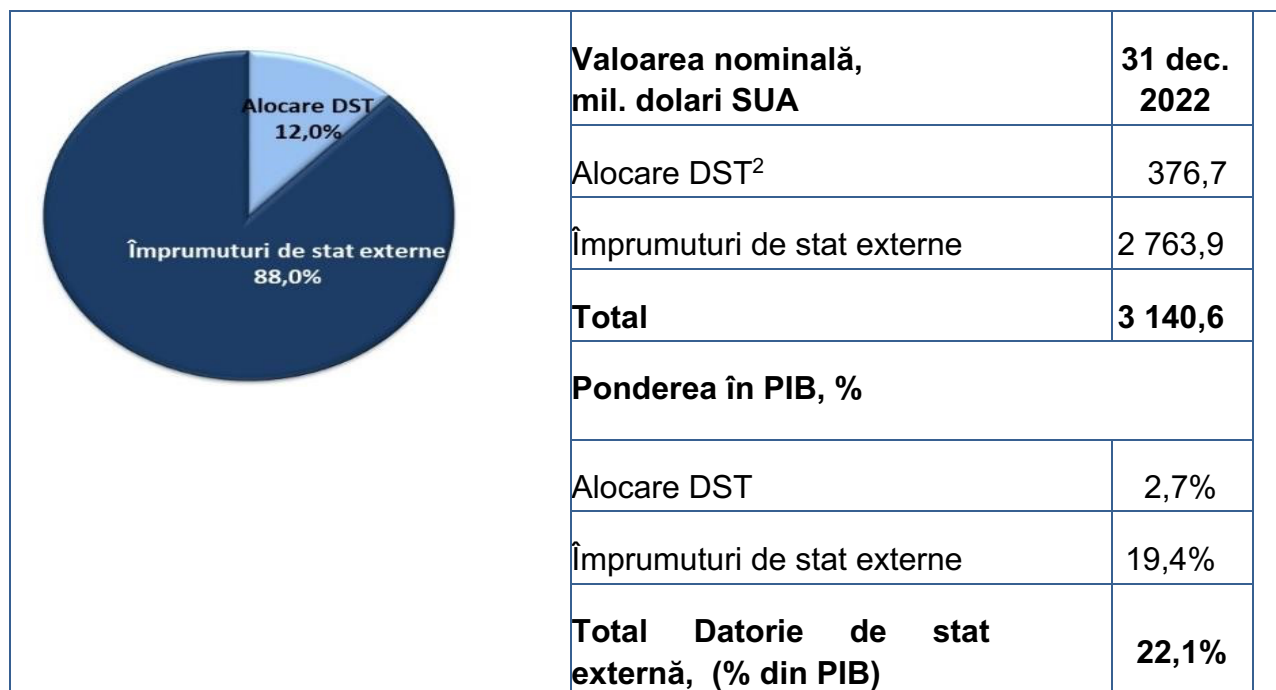 Alocare DST
12,0%
Împrumuturi de stat externe
88,0%
Valoarea nominală,
mil. dolari SUA
31 dec.
2022
Alocare DST2 376,7
Împrumuturi de stat externe 2 763,9
Total 3 140,6
Ponderea în PIB, %
Alocare DST 2,7%
Împrumuturi de stat externe 19,4%
Total Datorie de stat
externă, (% din PIB)
22,1%